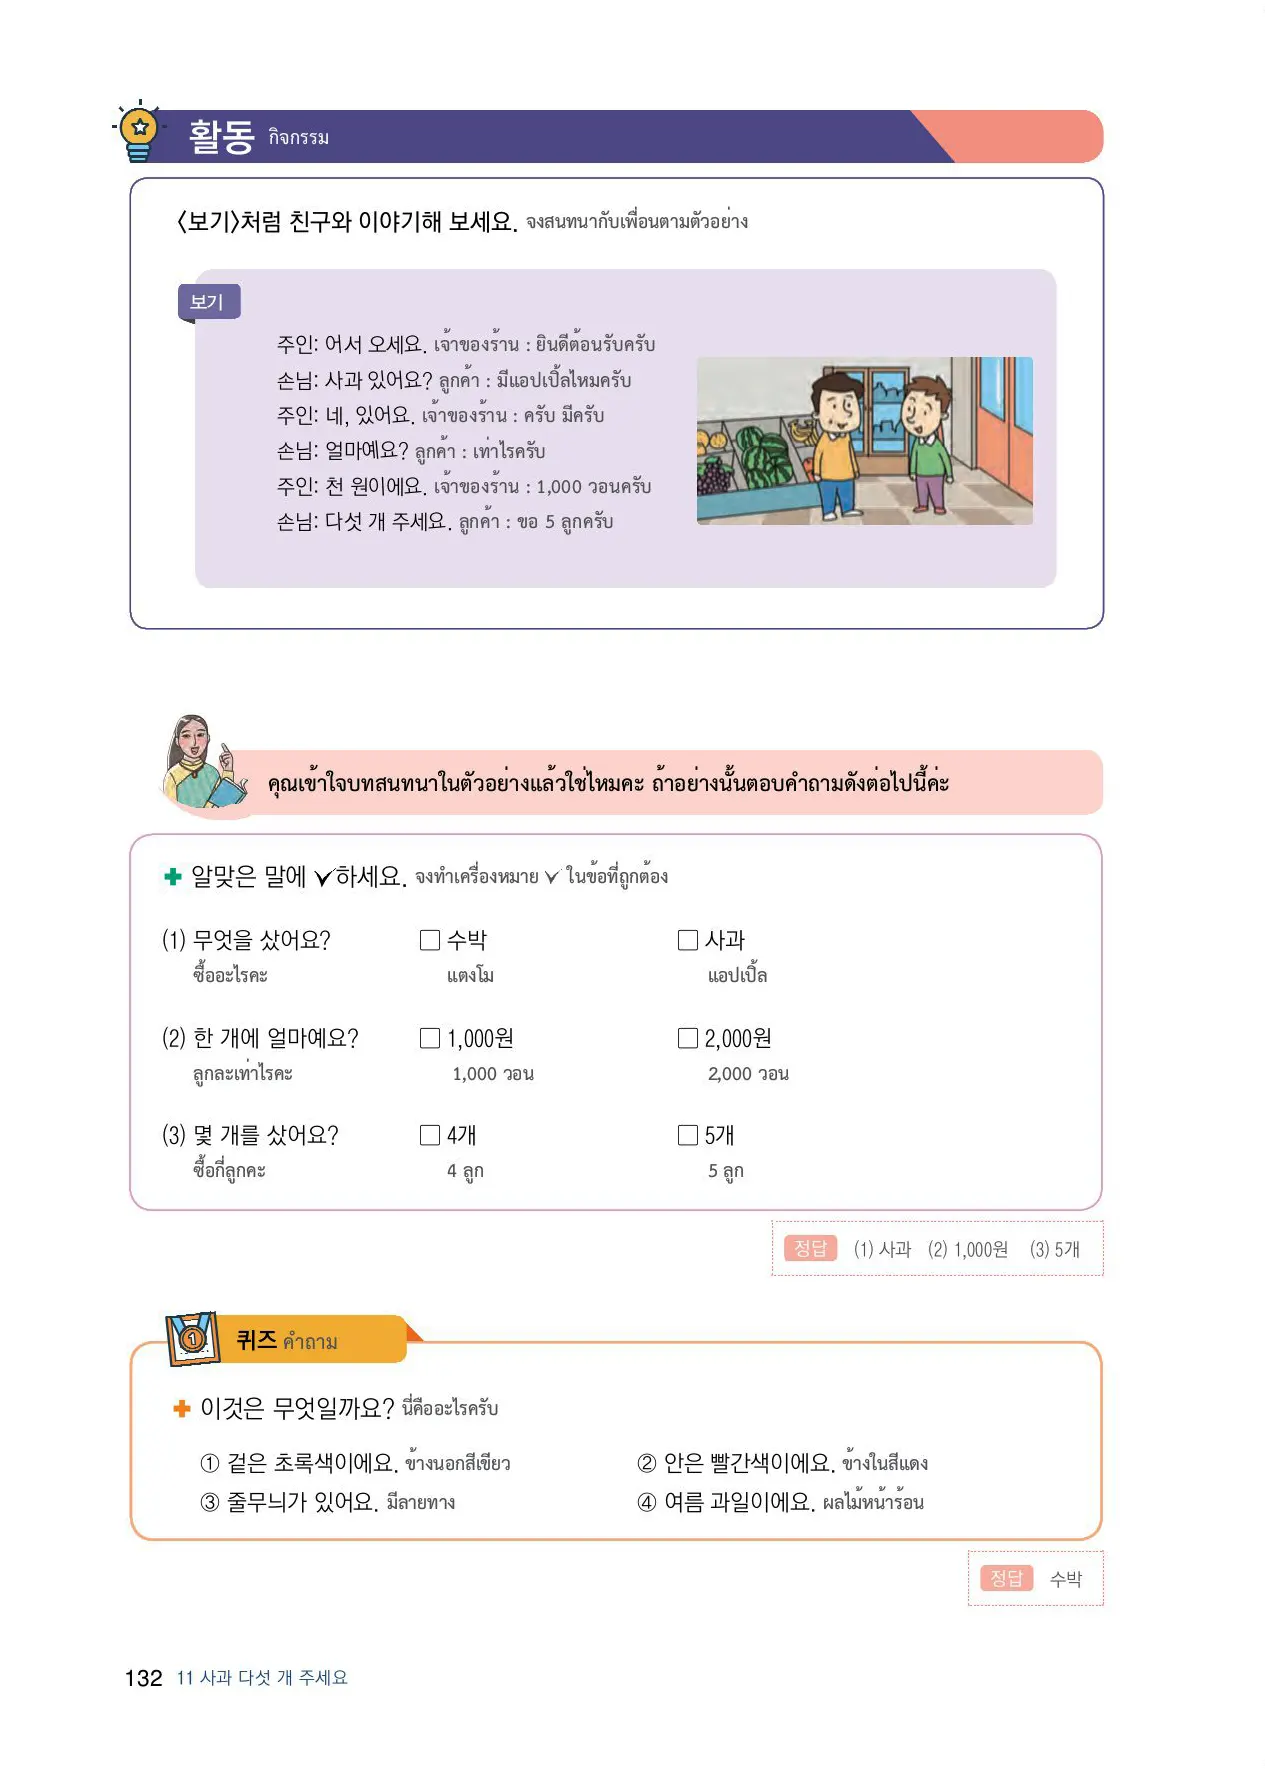 활동 กิจกรรม
<보기>처럼 친구와 이야기해 보세요. จงสนทนากับเพื่อนตามตัวอย่าง
보기
주인: 어서 오세요. เจ้าของร้าน : ยินดีต้อนรับครับ
손님: 사과 있어요? ลูกค้า : มีแอปเปิ้ลไหมครับ
주인: 네, 있어요. เจ้าของร้าน : ครับ มีครับ
손님: 얼마예요? ลูกค้า : เท่าไรครับ
주인: 천 원이에요. เจ้าของร้าน : 1,000 วอนครับ
손님: 다섯 개 주세요. ลูกค้า : ขอ 5 ลูกครับ
คุณเข้าใจบทสนทนาในตัวอย่างแล้วใช่ไหมคะ ถ้าอย่างนั้นตอบคำถามดังต่อไปนี้ค่ะ
✚ 알맞은 말에 ✓하세요. จงทำเครื่องหมาย ✓ ในข้อที่ถูกต้อง
(1) 무엇을 샀어요? □ 수박 □ 사과
ซื้ออะไรคะ แตงโม แอปเปิ้ล
(2) 한 개에 얼마예요? □ 1,000원 □ 2,000원
ลูกละเท่าไรคะ 1,000 วอน 2,000 วอน
(3) 몇 개를 샀어요? □ 4개 □ 5개
ซื้อกี่ลูกคะ 4 ลูก 5 ลูก
정답 (1) 사과 (2) 1,000원 (3) 5개
1
퀴즈 คำถาม
✚ 이것은 무엇일까요? นี่คืออะไรครับ
① 겉은 초록색이에요. ข้างนอกสีเขียว ② 안은 빨간색이에요. ข้างในสีแดง
③ 줄무늬가 있어요. มีลายทาง ④ 여름 과일이에요. ผลไม้หน้าร้อน
정답 수박
132 11 사과 다섯 개 주세요